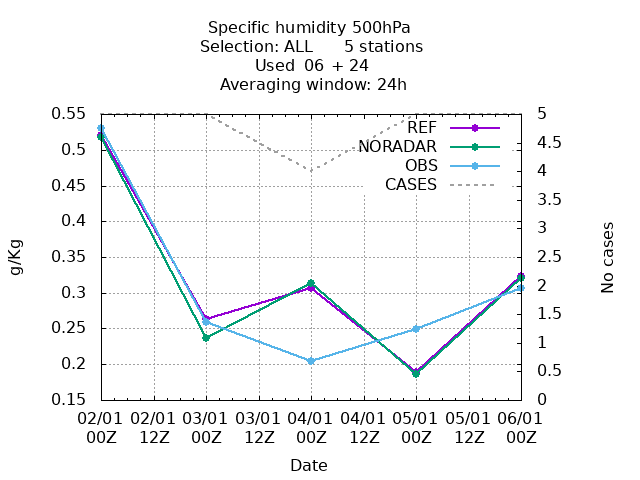 Specific humidity 500hPa
Selection: ALL      5 stations
Used  06 + 24
Averaging window: 24h
0.55
0.5
0.45
0.4
0.35
0.3
0.25
0.2
0.15
g/Kg
REF
NORADAR
OBS
CASES
5
4.5
4
3.5
3
2.5
2
1.5
1
0.5
0
No cases
02/01 02/01 03/01 03/01 04/01 04/01 05/01 05/01 06/01
00Z 12Z 00Z 12Z 00Z 12Z 00Z 12Z 00Z
Date